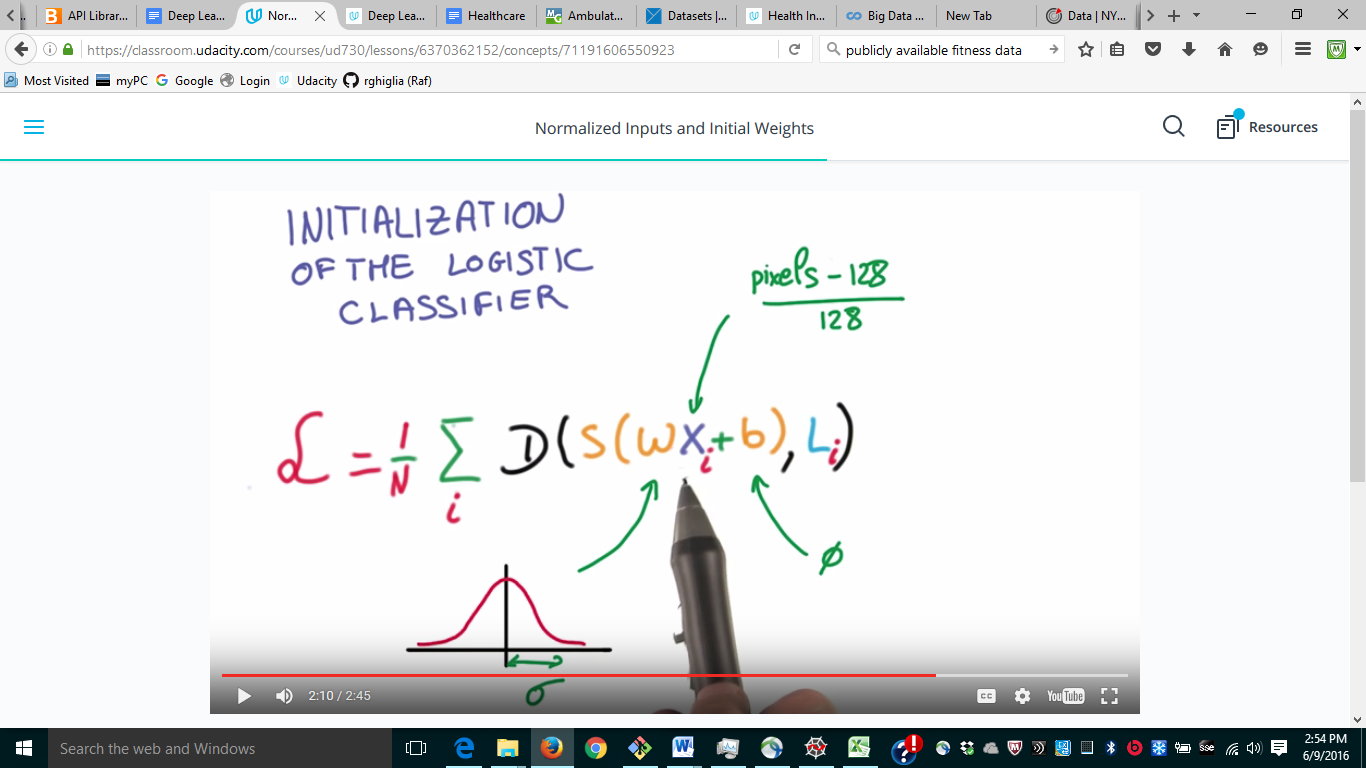 API Librar...
Deep Lea...
Nor...
Deep Lea...
Healthcare
Ambulat...
Datasets |...
Health In...
Big Data ...
New Tab
Data | NY...
https://classroom.udacity.com/courses/ud730/lessons/6370362152/concepts/71191606550923
publicly available fitness data
Most Visited
myPC
Google
Login
Udacity
rghiglia (Raf)
Normalized Inputs and Initial Weights
Resources
INITIALIZATION
OF THE LOGISTIC
CLASSIFIER
pixels - 128
128
ℒ = 1/N Σi D(S(WXi+b), Li)
φ
σ
2:10 / 2:45
CC
YouTube
Search the web and Windows
2:54 PM
6/9/2016